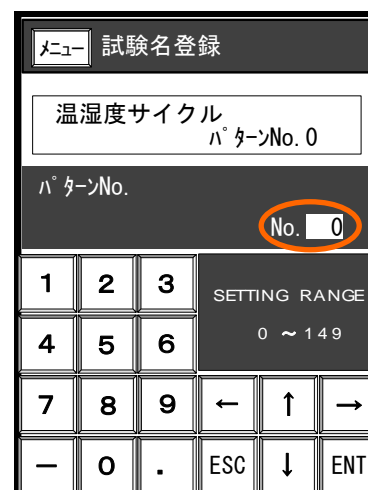 ﾒﾆｭｰ 試験名登録
温湿度サイクル
ﾊﾟﾀｰﾝNo.0
ﾊﾟﾀｰﾝNo.
No. 0
1 2 3
SETTING RANGE
0 ～149
4 5 6
7 8 9 ← ↑ →
－ 0 . ESC ↓ ENT